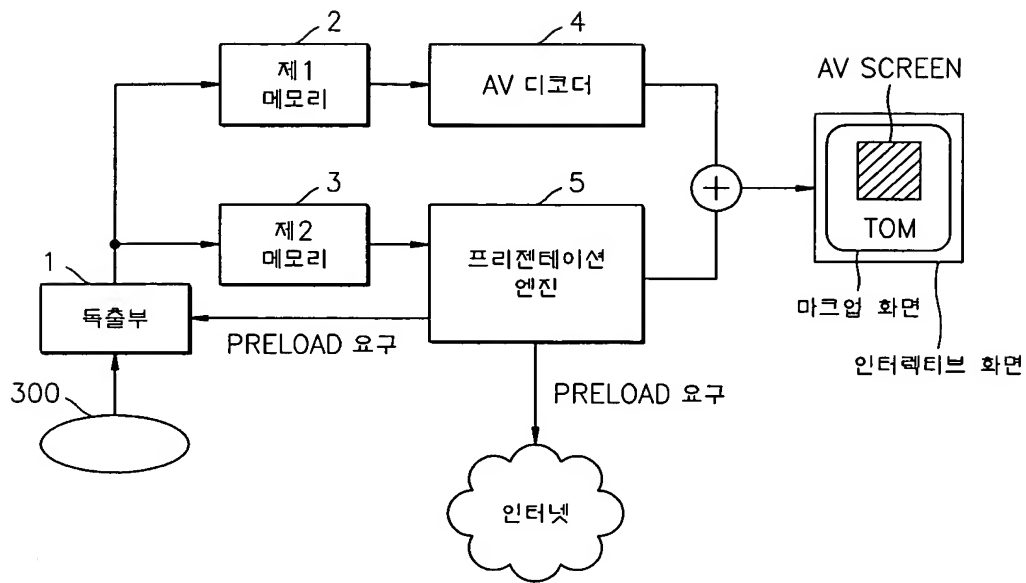 2
제1
메모리
4
AV 디코더
AV SCREEN
TOM
마크업 화면
인터렉티브 화면
3
제2
메모리
5
프리젠테이션
엔진
1
독출부
PRELOAD 요구
300
PRELOAD 요구
인터넷